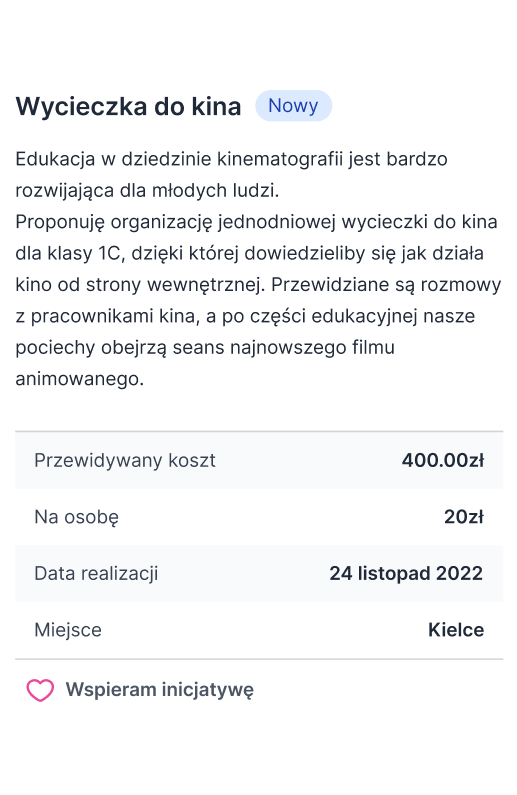 Wycieczka do kina Nowy
Edukacja w dziedzinie kinematografii jest bardzo
rozwijająca dla młodych ludzi.
Proponuję organizację jednodniowej wycieczki do kina
dla klasy 1C, dzięki której dowiedzieliby się jak działa
kino od strony wewnętrznej. Przewidziane są rozmowy
z pracownikami kina, a po części edukacyjnej nasze
pociechy obejrzą seans najnowszego filmu
animowanego.
Przewidywany koszt 400.00zł
Na osobę 20zł
Data realizacji 24 listopad 2022
Miejsce Kielce
Wspieram inicjatywę